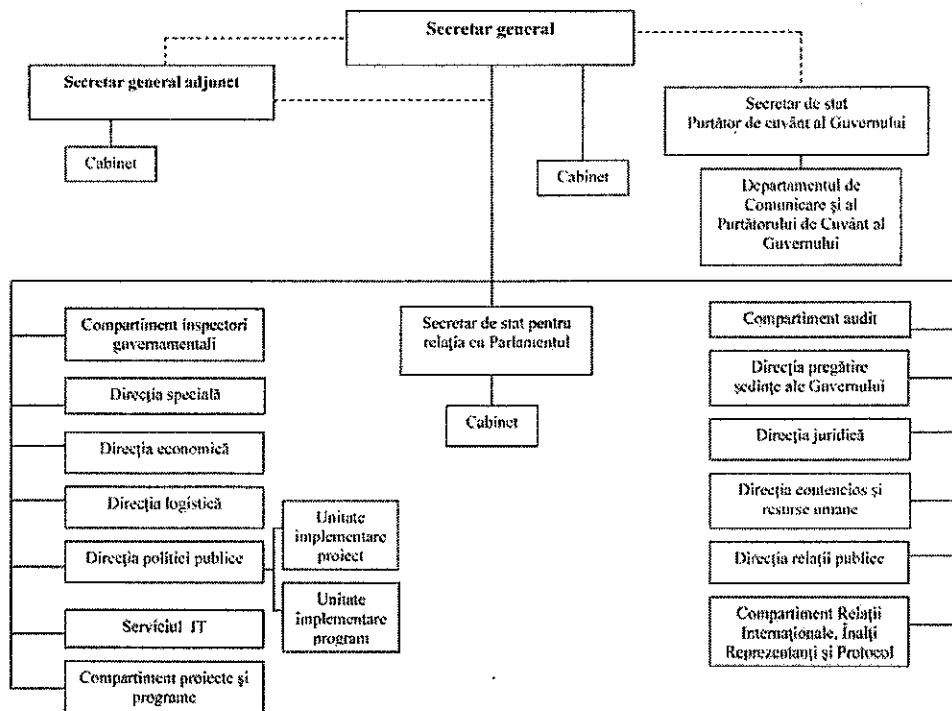 Secretar general
Secretar general adjunct
Cabinet
Cabinet
Secretar de stat
Purtător de cuvânt al Guvernului
Departamentul de
Comunicare şi al
Purtătorului de Cuvânt al
Guvernului
Compartiment inspectori
guvernamentali
Direcţia specială
Direcţia economică
Direcţia logistică
Direcţia politici publice
Unitate
implementare
proiect
Unitate
implementare
program
Serviciul IT
Compartiment proiecte şi
programe
Secretar de stat pentru
relaţia cu Parlamentul
Cabinet
Compartiment audit
Direcţia pregătire
şedinţe ale Guvernului
Direcţia juridică
Direcţia contencios şi
resurse umane
Direcţia relaţii publice
Compartiment Relaţii
Internaţionale, Înalţi
Reprezentanţi şi Protocol